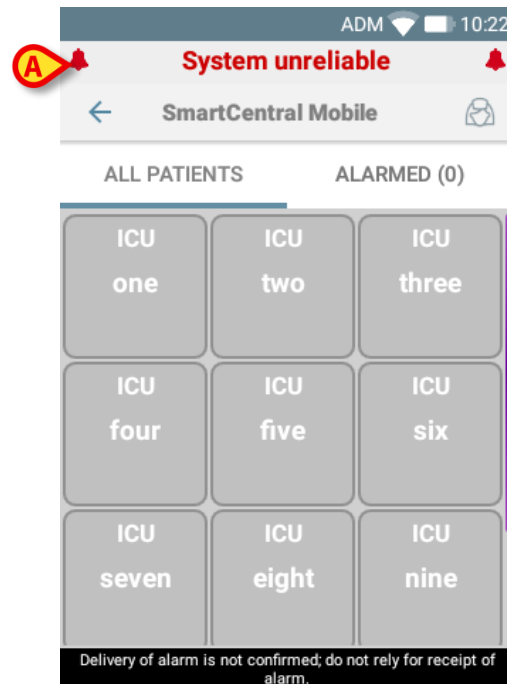 ADM 10:22
A
System unreliable
SmartCentral Mobile
ALL PATIENTS ALARMED (0)
ICU ICU ICU
one two three
ICU ICU ICU
four five six
ICU ICU ICU
seven eight nine
Delivery of alarm is not confirmed; do not rely for receipt of
alarm.